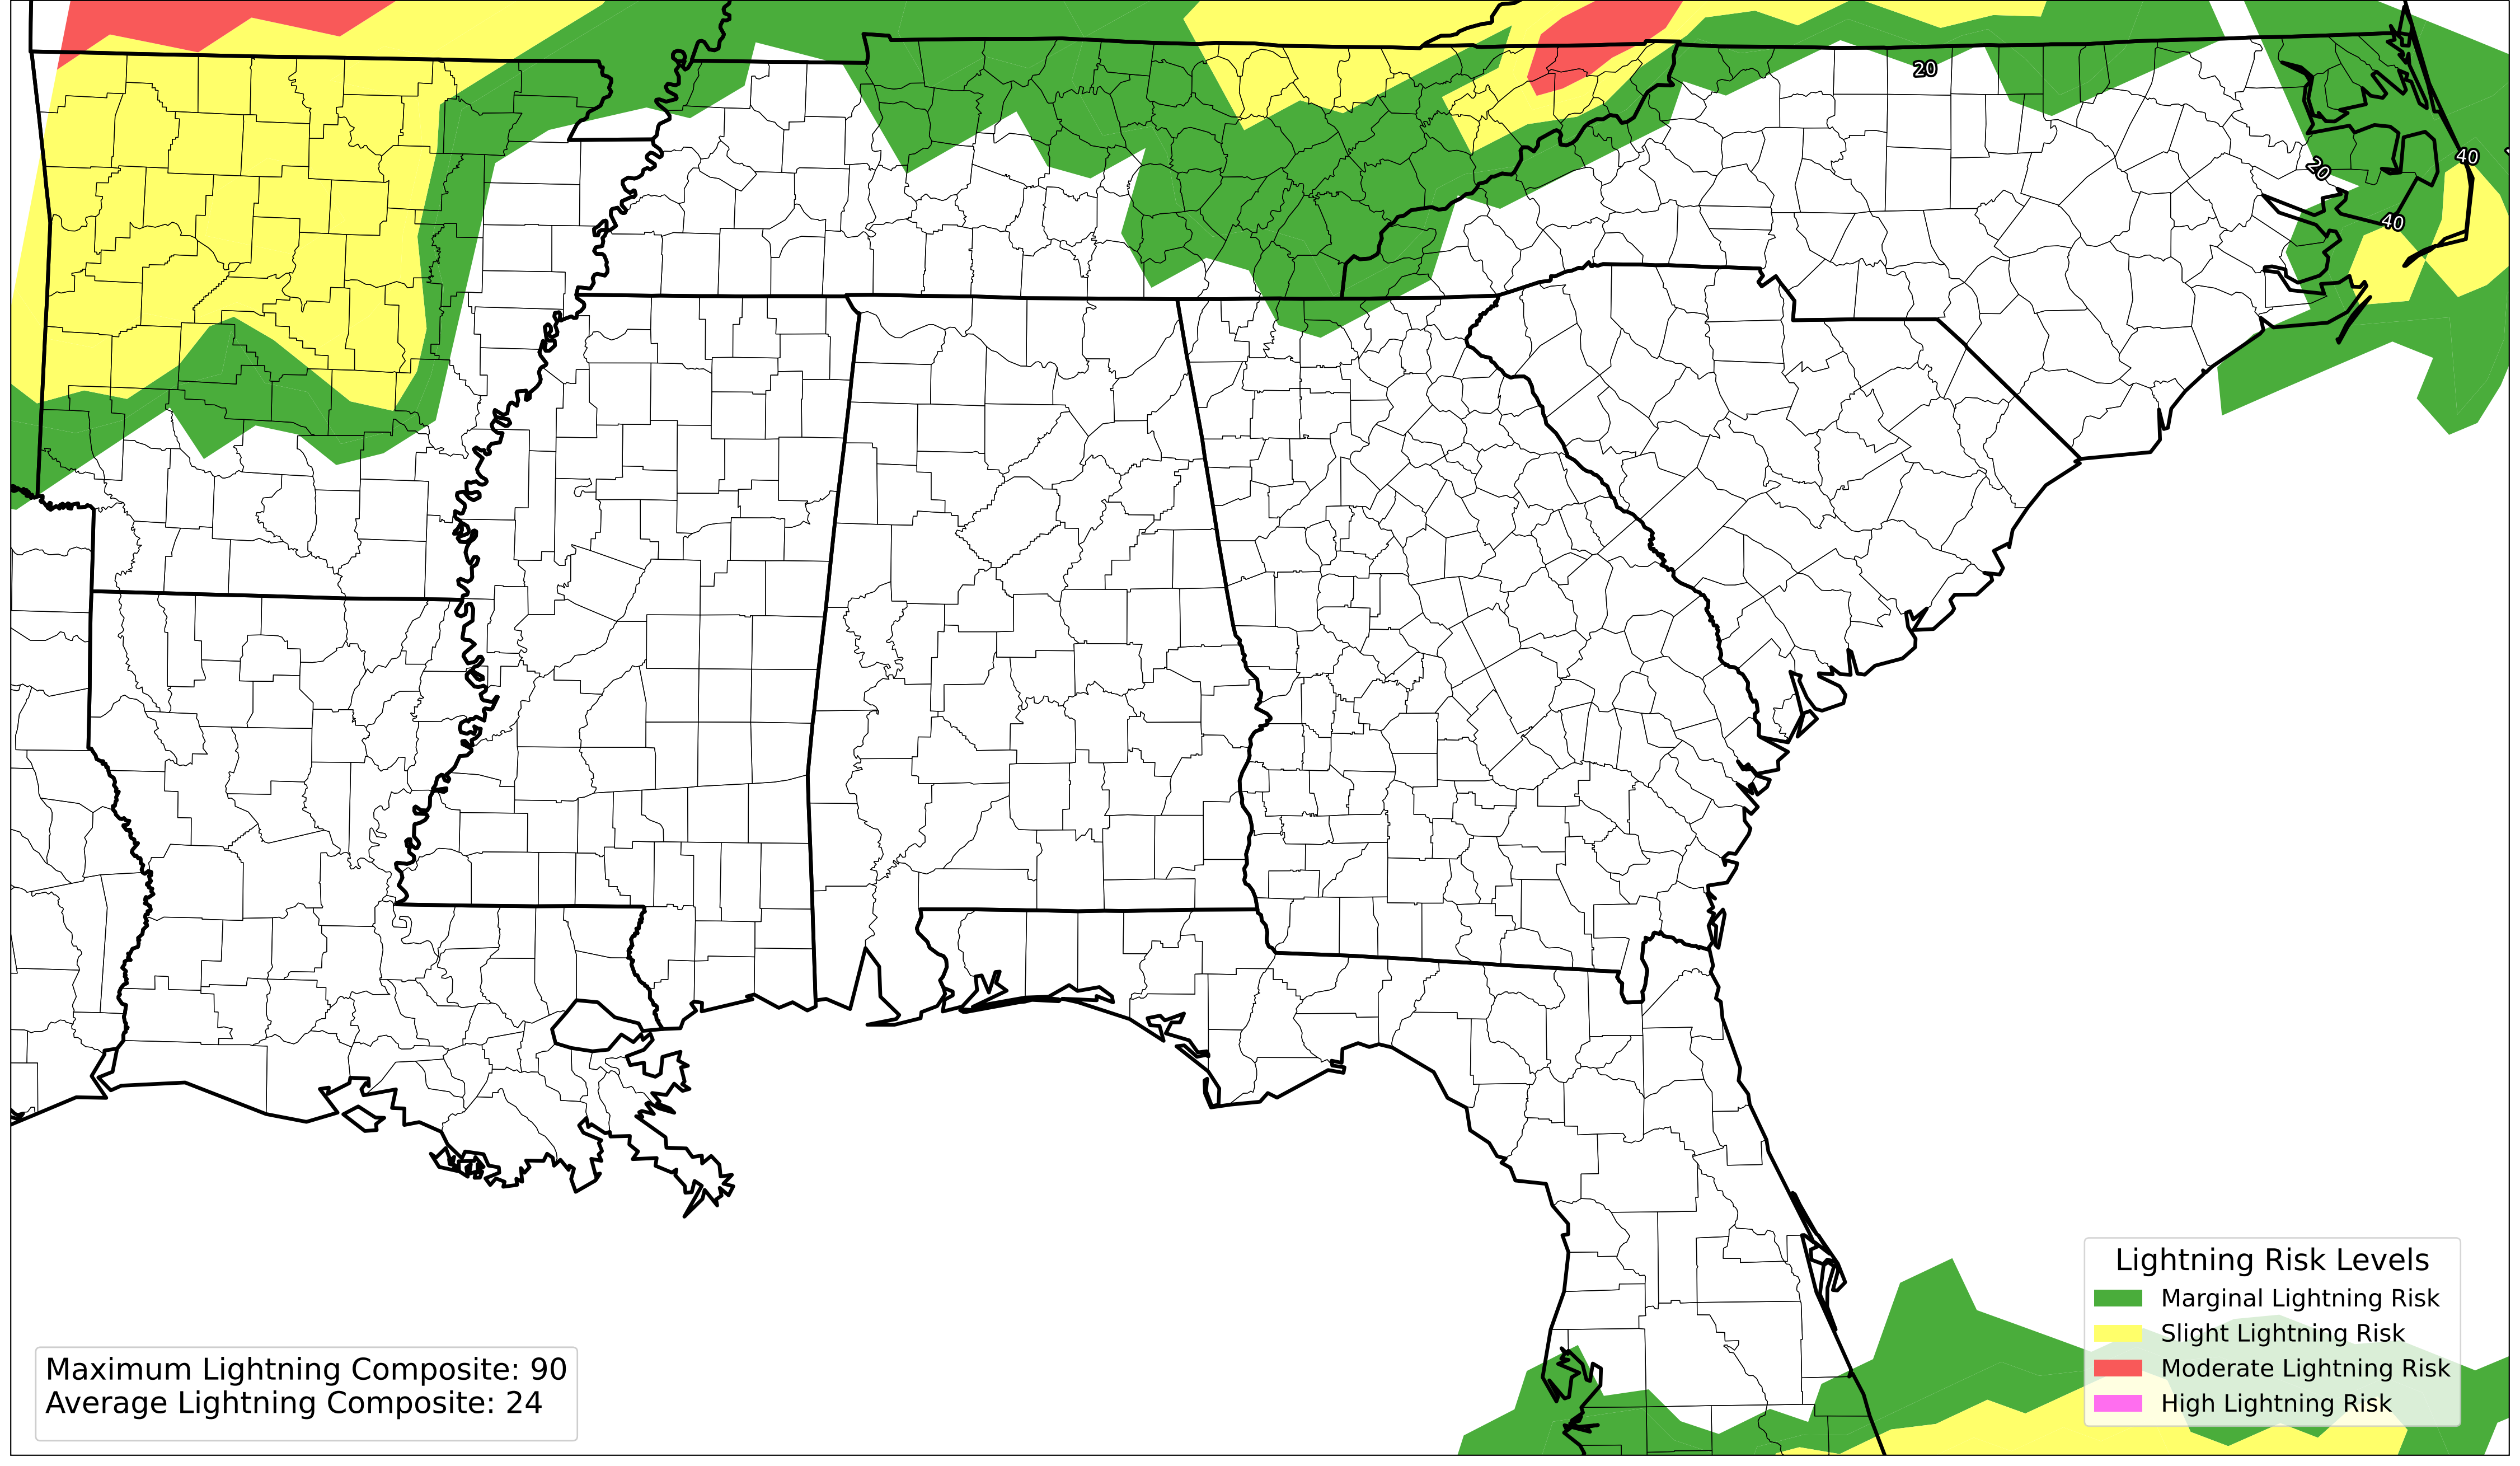 20
40
20
40
Lightning Risk Levels
Marginal Lightning Risk
Slight Lightning Risk
Moderate Lightning Risk
High Lightning Risk
Maximum Lightning Composite: 90
Average Lightning Composite: 24